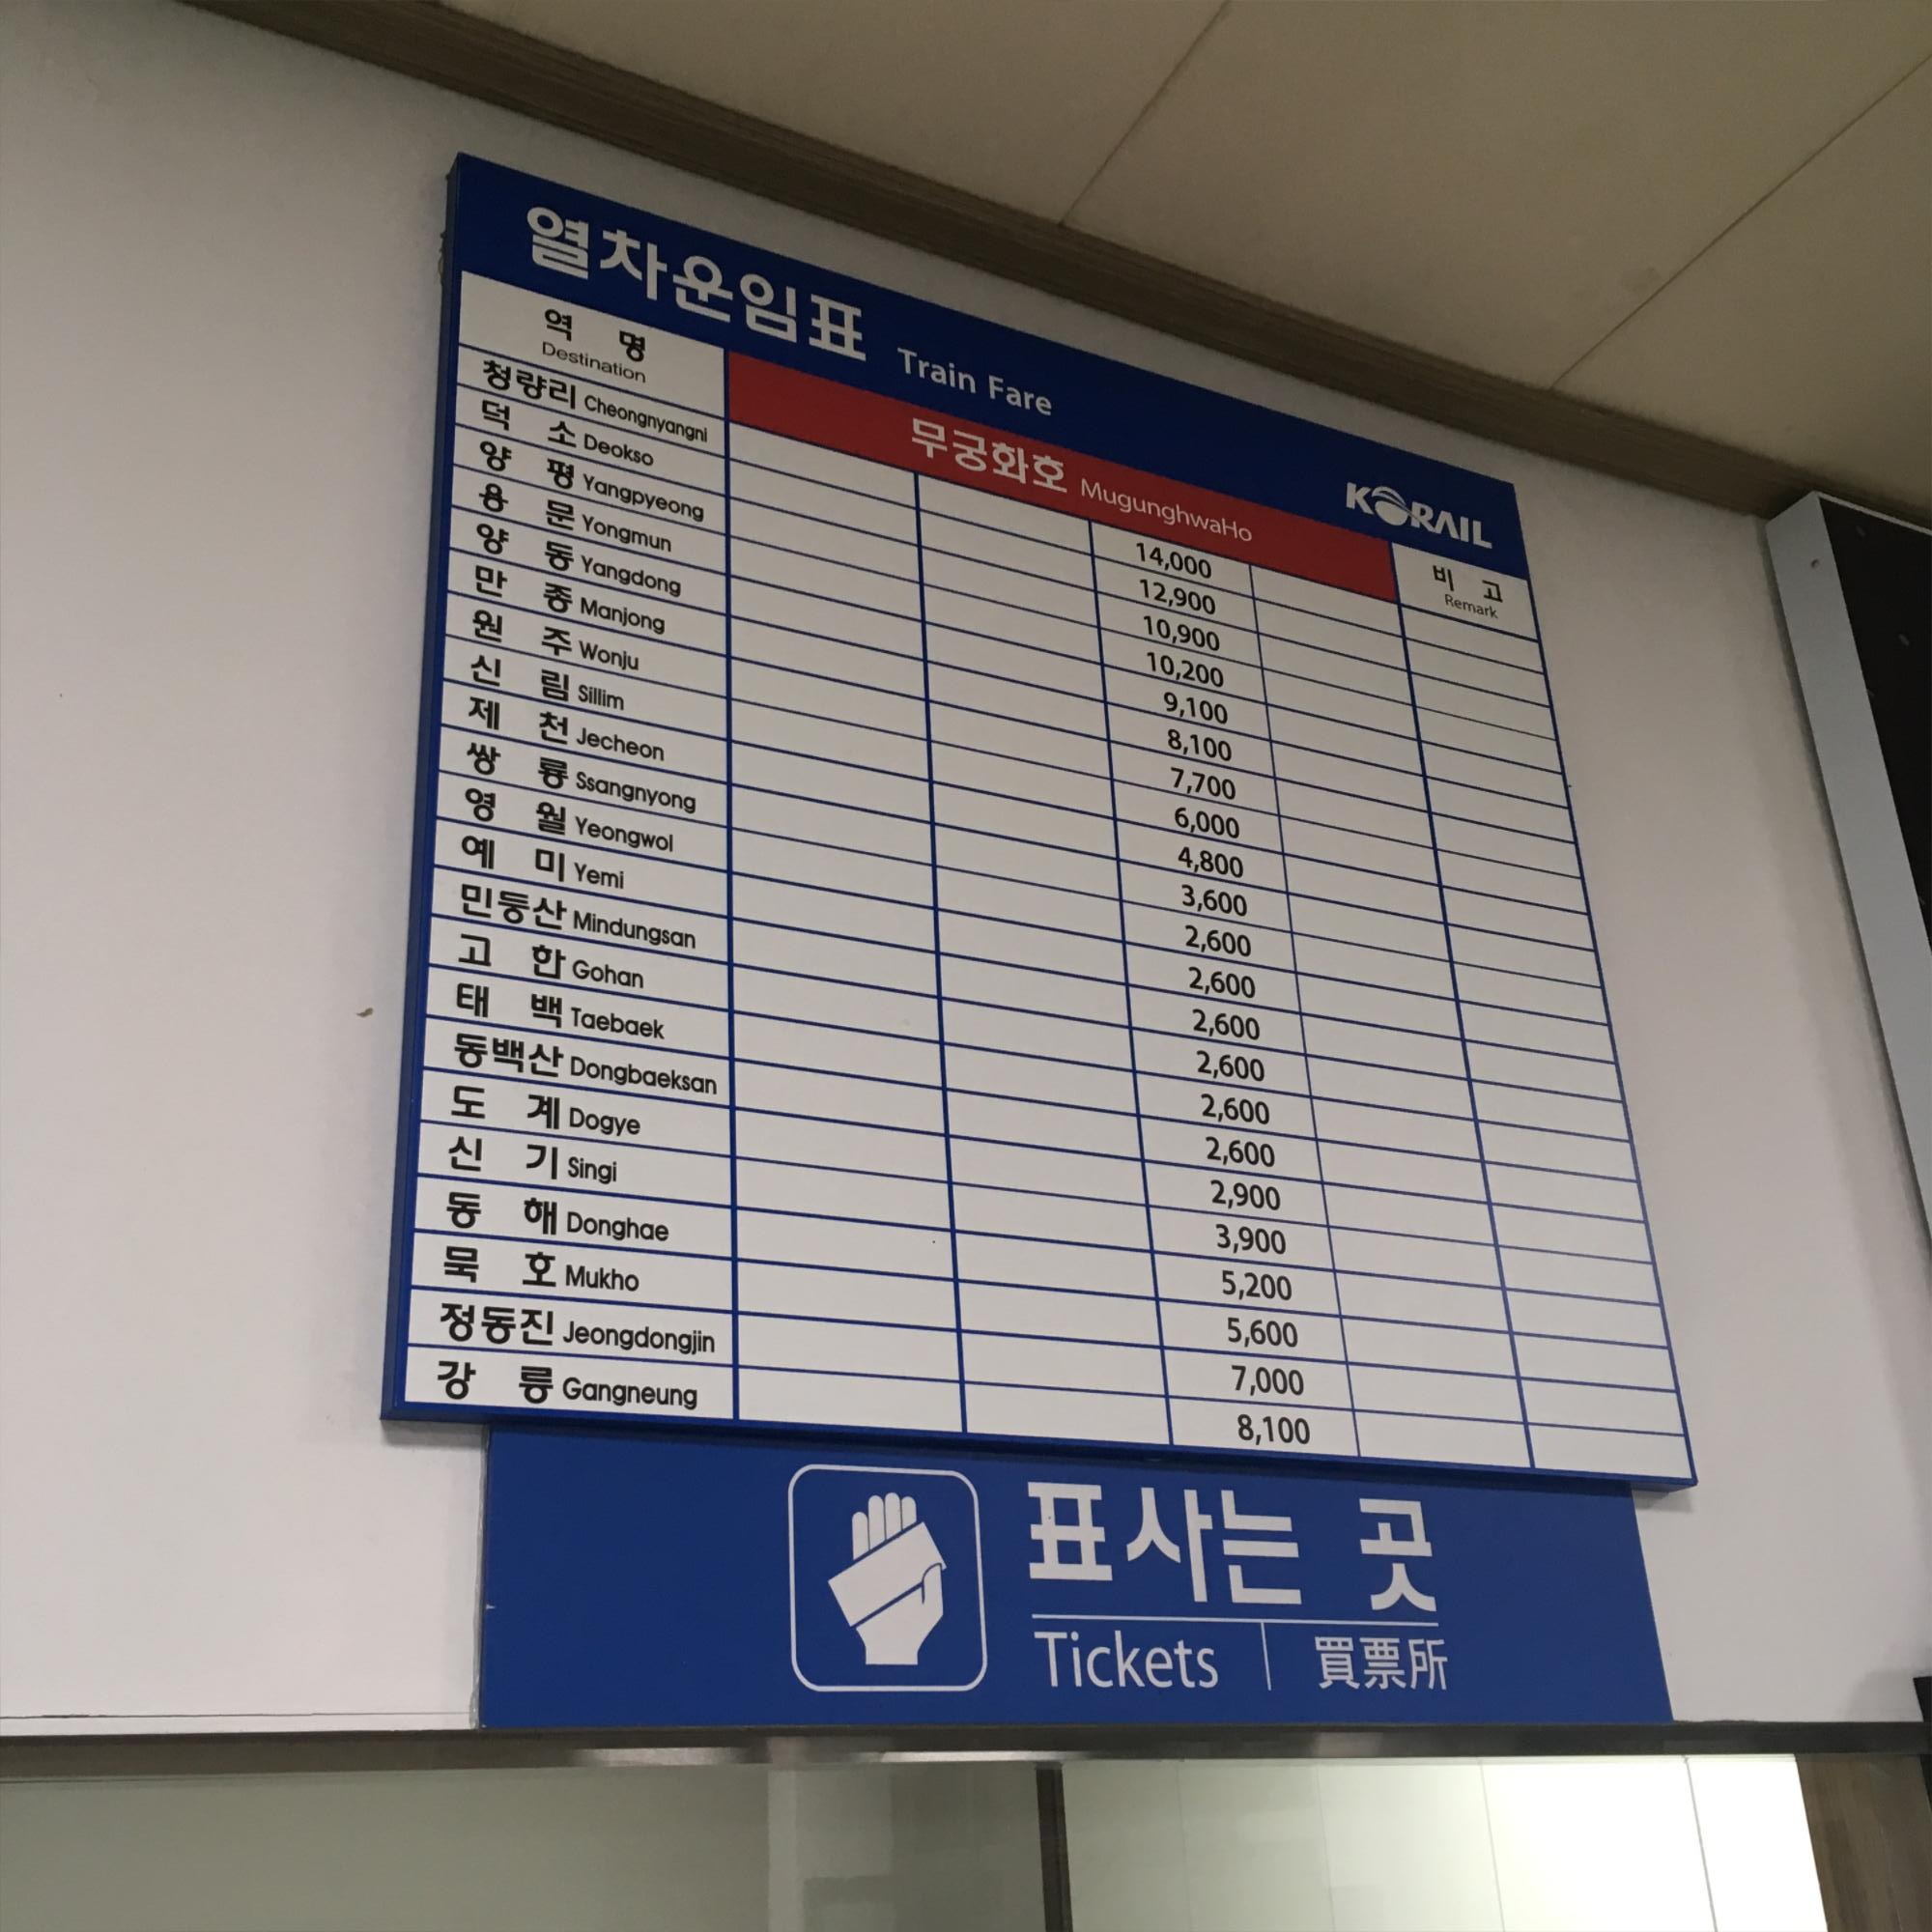 열차운임표 Train Fare
KORAIL
역 명 무궁화호 MugunghwaHo 비 고
Destination Remark
청량리 Cheongnyangni 14,000
덕 소 Deokso 12,900
양 평 Yangpyeong 10,900
용 문 Yongmun 10,200
양 동 Yangdong 9,100
만 종 Manjong 8,100
원 주 Wonju 7,700
신 림 Sillim 6,000
제 천 Jecheon 4,800
쌍 룡 Ssangnyong 3,600
영 월 Yeongwol 2,600
예 미 Yemi 2,600
민둥산 Mindungsan 2,600
고 한 Gohan 2,600
태 백 Taebaek 2,600
동백산 Dongbaeksan 2,600
도 계 Dogye 2,900
신 기 Singi 3,900
동 해 Donghae 5,200
묵 호 Mukho 5,600
정동진 Jeongdongjin 7,000
강 릉 Gangneung 8,100
표사는 곳
Tickets 買票所